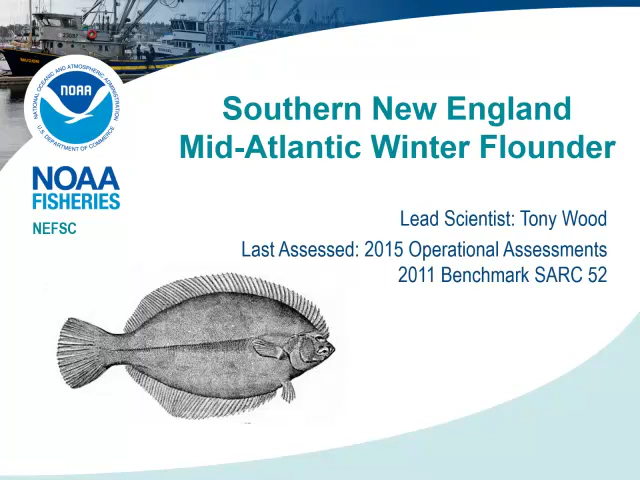 NATIONAL OCEANIC AND ATMOSPHERIC ADMINISTRATION
NOAA
U.S. DEPARTMENT OF COMMERCE
Southern New England
Mid-Atlantic Winter Flounder
NOAA
FISHERIES
NEFSC
Lead Scientist: Tony Wood
Last Assessed: 2015 Operational Assessments
2011 Benchmark SARC 52